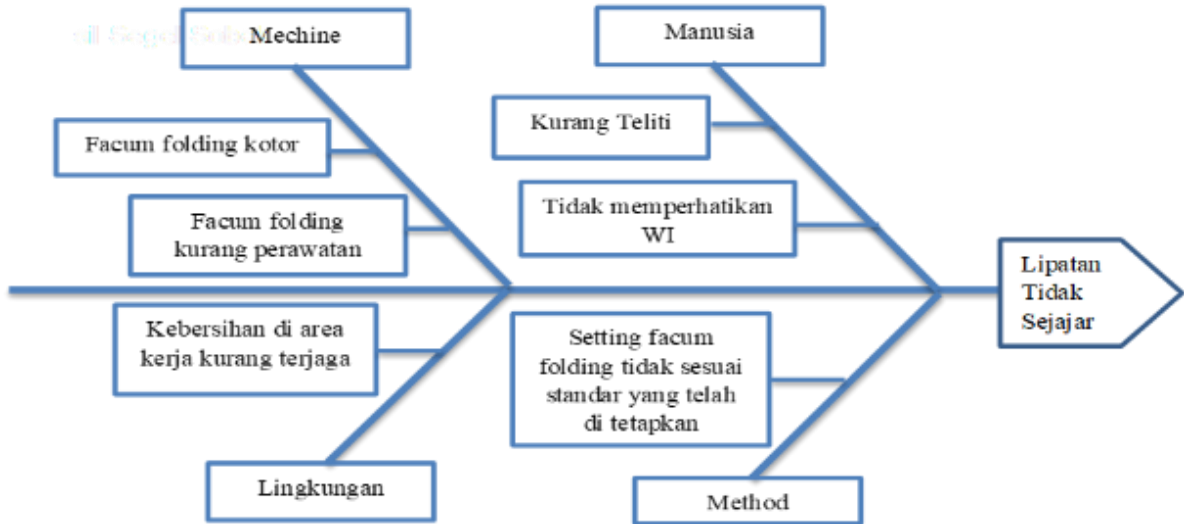 Mechine
Manusia
Facum folding kotor
Kurang Teliti
Facum folding
kurang perawatan
Tidak memperhatikan
WI
Lipatan
Tidak
Sejajar
Kebersihan di area
kerja kurang terjaga
Setting facum
folding tidak sesuai
standar yang telah
di tetapkan
Lingkungan
Method